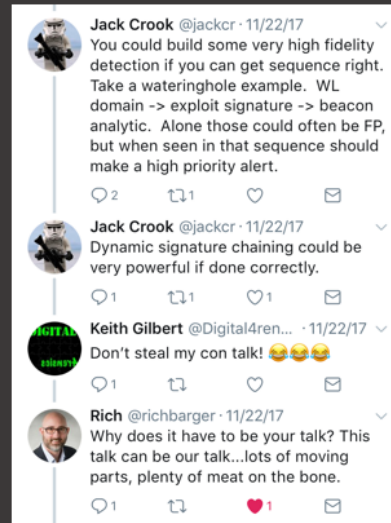 Jack Crook @jackcr · 11/22/17
You could build some very high fidelity
detection if you can get sequence right.
Take a wateringhole example.  WL
domain -> exploit signature -> beacon
analytic.  Alone those could often be FP,
but when seen in that sequence should
make a high priority alert.
2 1
Jack Crook @jackcr · 11/22/17
Dynamic signature chaining could be
very powerful if done correctly.
1 1 1
DIGITAL
Keith Gilbert @Digital4ren... · 11/22/17
Don’t steal my con talk! 😂😂😂
1
Rich @richbarger · 11/22/17
Why does it have to be your talk? This
talk can be our talk...lots of moving
parts, plenty of meat on the bone.
1 1